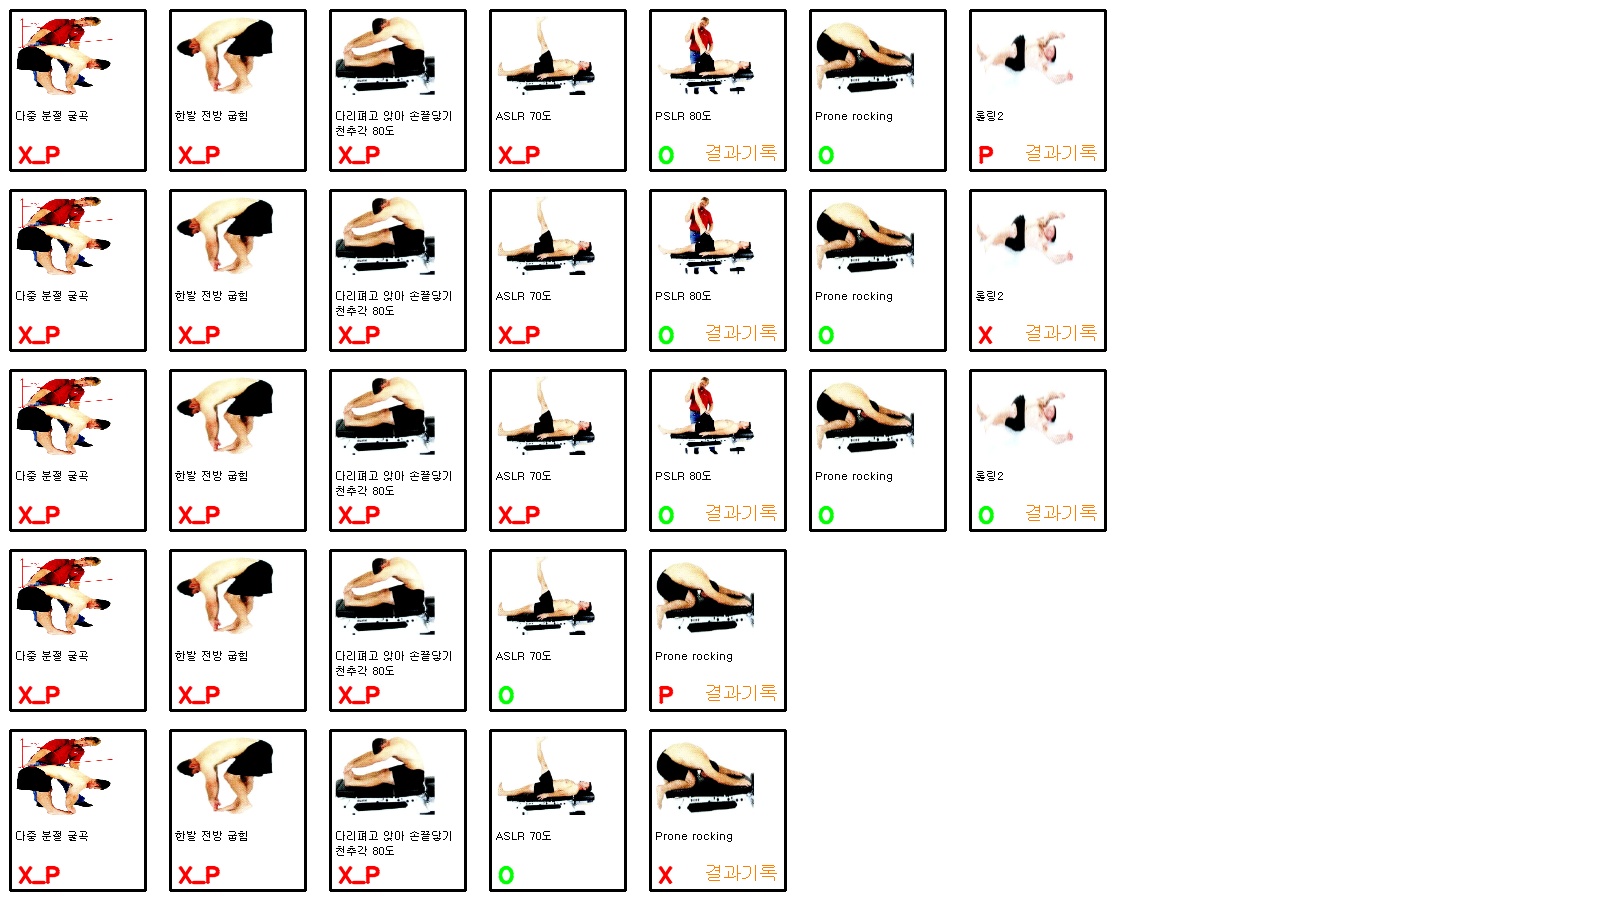 다중 분절 굴곡
X_P
한발 전방 굽힘
X_P
다리펴고 앉아 손끝닿기
천추각 80도
X_P
ASLR 70도
X_P
PSLR 80도
O 결과기록
Prone rocking
O
롤링2
P 결과기록
다중 분절 굴곡
X_P
한발 전방 굽힘
X_P
다리펴고 앉아 손끝닿기
천추각 80도
X_P
ASLR 70도
X_P
PSLR 80도
O 결과기록
Prone rocking
O
롤링2
X 결과기록
다중 분절 굴곡
X_P
한발 전방 굽힘
X_P
다리펴고 앉아 손끝닿기
천추각 80도
X_P
ASLR 70도
X_P
PSLR 80도
O 결과기록
Prone rocking
O
롤링2
O 결과기록
다중 분절 굴곡
X_P
한발 전방 굽힘
X_P
다리펴고 앉아 손끝닿기
천추각 80도
X_P
ASLR 70도
O
Prone rocking
P 결과기록
다중 분절 굴곡
X_P
한발 전방 굽힘
X_P
다리펴고 앉아 손끝닿기
천추각 80도
X_P
ASLR 70도
O
Prone rocking
X 결과기록